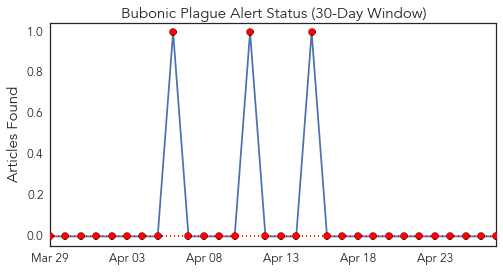 Bubonic Plague Alert Status (30-Day Window)
Articles Found
1.0
0.8
0.6
0.4
0.2
0.0
Mar 29 Apr 03 Apr 08 Apr 13 Apr 18 Apr 23